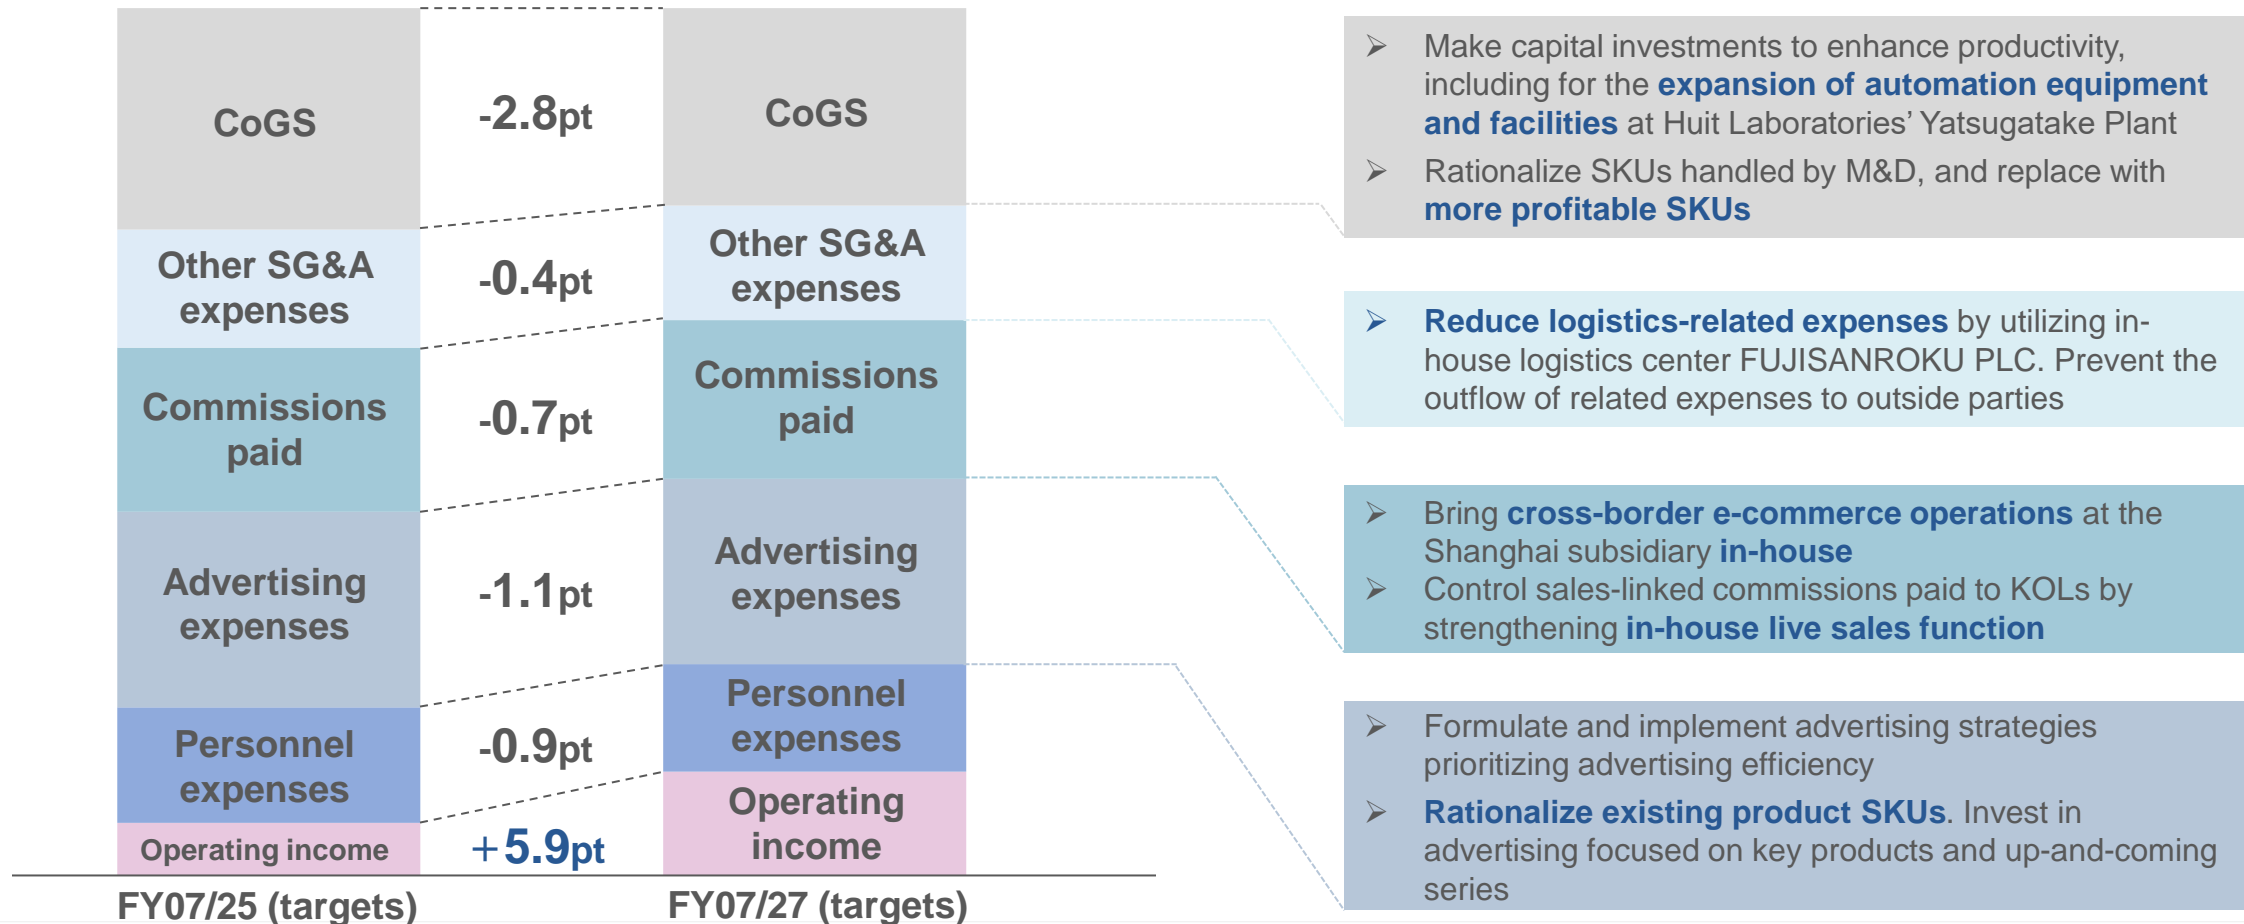 CoGS
Other SG&A
expenses
Commissions
paid
Advertising
expenses
Personnel
expenses
Operating income
FY07/25 (targets)
-2.8pt
-0.4pt
-0.7pt
-1.1pt
-0.9pt
+5.9pt
CoGS
Other SG&A
expenses
Commissions
paid
Advertising
expenses
Personnel
expenses
Operating
income
FY07/27 (targets)
➢ Make capital investments to enhance productivity,
including for the expansion of automation equipment
and facilities at Huit Laboratories’ Yatsugatake Plant
➢ Rationalize SKUs handled by M&D, and replace with
more profitable SKUs
➢ Reduce logistics-related expenses by utilizing in-
house logistics center FUJISANROKU PLC. Prevent the
outflow of related expenses to outside parties
➢ Bring cross-border e-commerce operations at the
Shanghai subsidiary in-house
➢ Control sales-linked commissions paid to KOLs by
strengthening in-house live sales function
➢ Formulate and implement advertising strategies
prioritizing advertising efficiency
➢ Rationalize existing product SKUs. Invest in
advertising focused on key products and up-and-coming
series